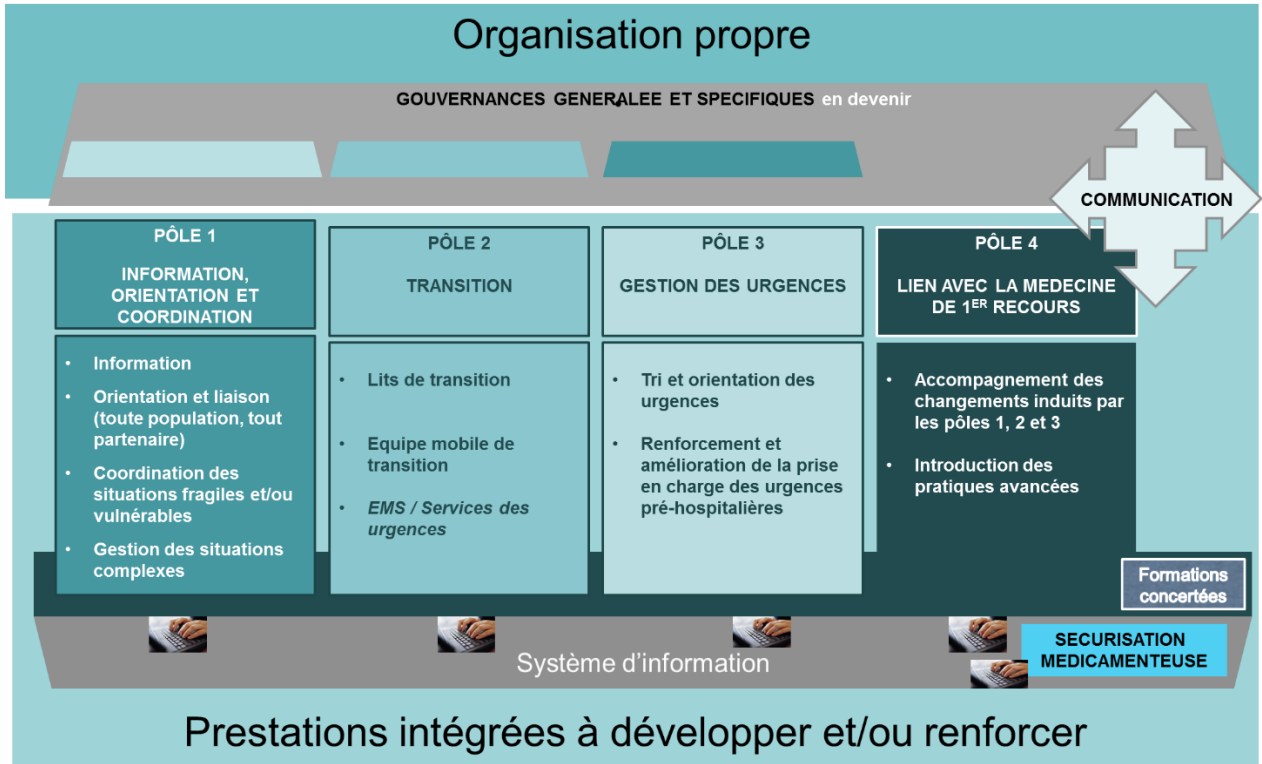 Organisation propre
GOUVERNANCES GENERALEE ET SPECIFIQUES en devenir
COMMUNICATION
PÔLE 1
INFORMATION,
ORIENTATION ET
COORDINATION
• Information
• Orientation et liaison
(toute population, tout
partenaire)
• Coordination des
situations fragiles et/ou
vulnérables
• Gestion des situations
complexes
PÔLE 2
TRANSITION
• Lits de transition
• Equipe mobile de
transition
• EMS / Services des
urgences
PÔLE 3
GESTION DES URGENCES
• Tri et orientation des
urgences
• Renforcement et
amélioration de la prise
en charge des urgences
pré-hospitalières
PÔLE 4
LIEN AVEC LA MEDECINE
DE 1ER RECOURS
• Accompagnement des
changements induits par
les pôles 1, 2 et 3
• Introduction des
pratiques avancées
Formations
concertées
Système d'information
SECURISATION
MEDICAMENTEUSE
Prestations intégrées à développer et/ou renforcer